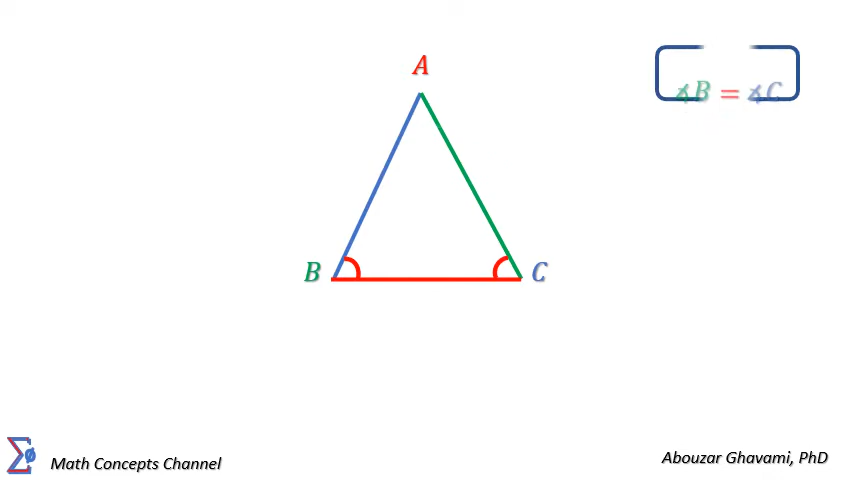 A
∡B = ∡C
B
C
Math Concepts Channel
Abouzar Ghavami, PhD